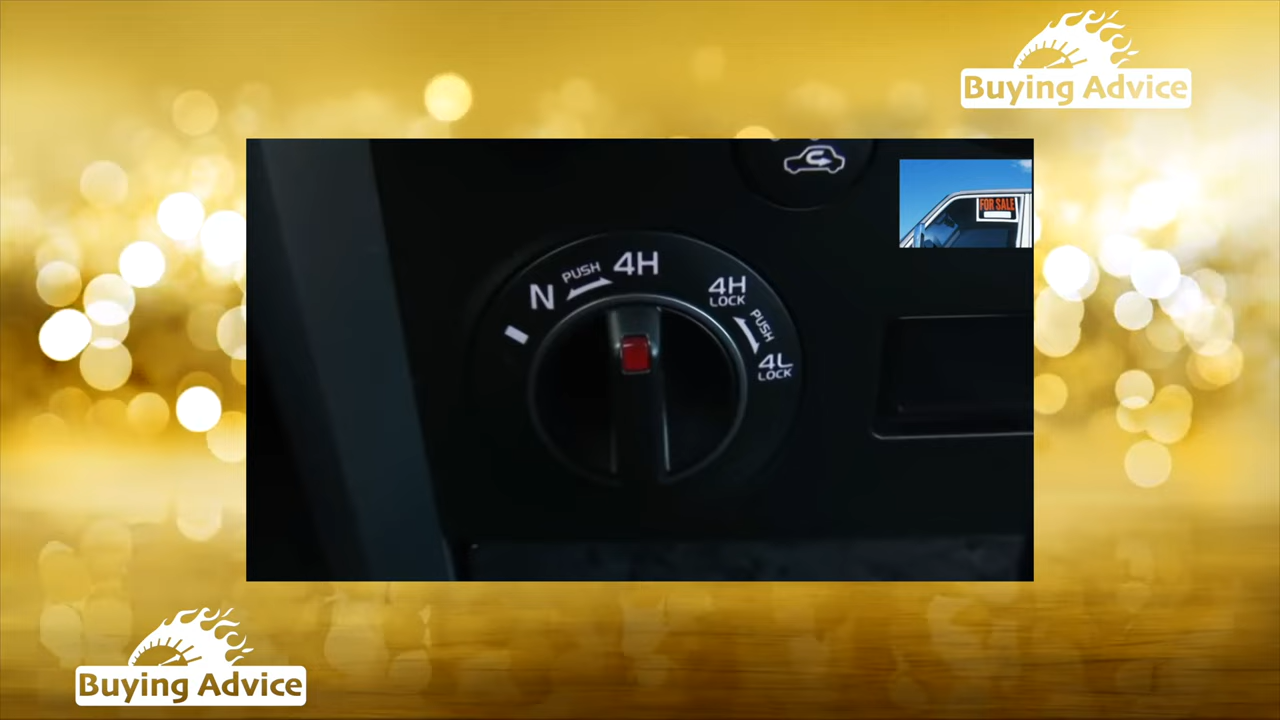 Buying Advice
FOR SALE
PUSH
4H
N
4H
LOCK
PUSH
4L
LOCK
Buying Advice